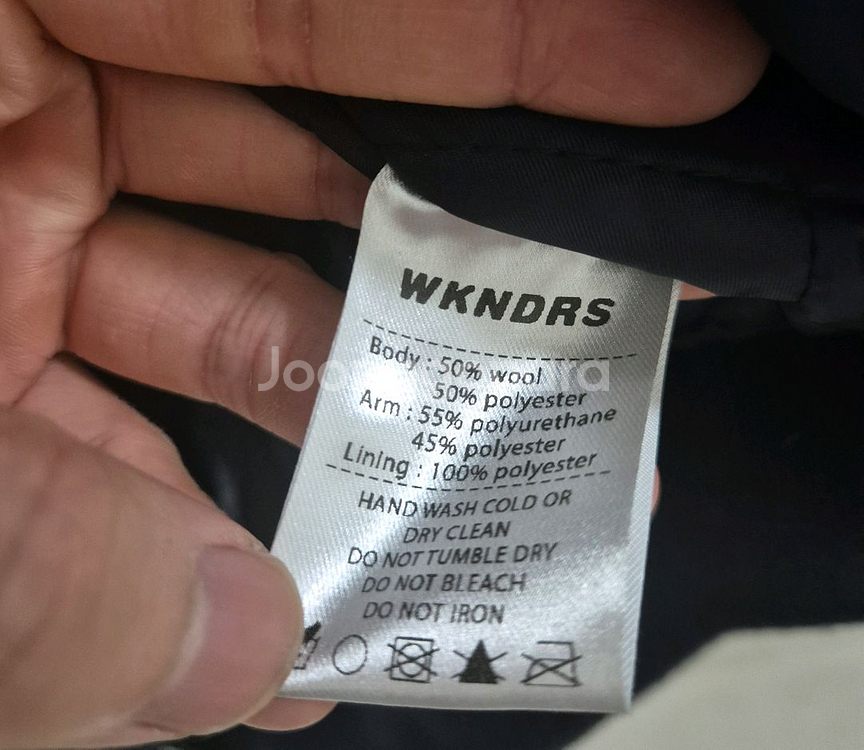 WKNDRS
Body : 50% wool
50% polyester
Arm : 55% polyurethane
45% polyester
Lining : 100% polyester
HAND WASH COLD OR
DRY CLEAN
DO NOT TUMBLE DRY
DO NOT BLEACH
DO NOT IRON